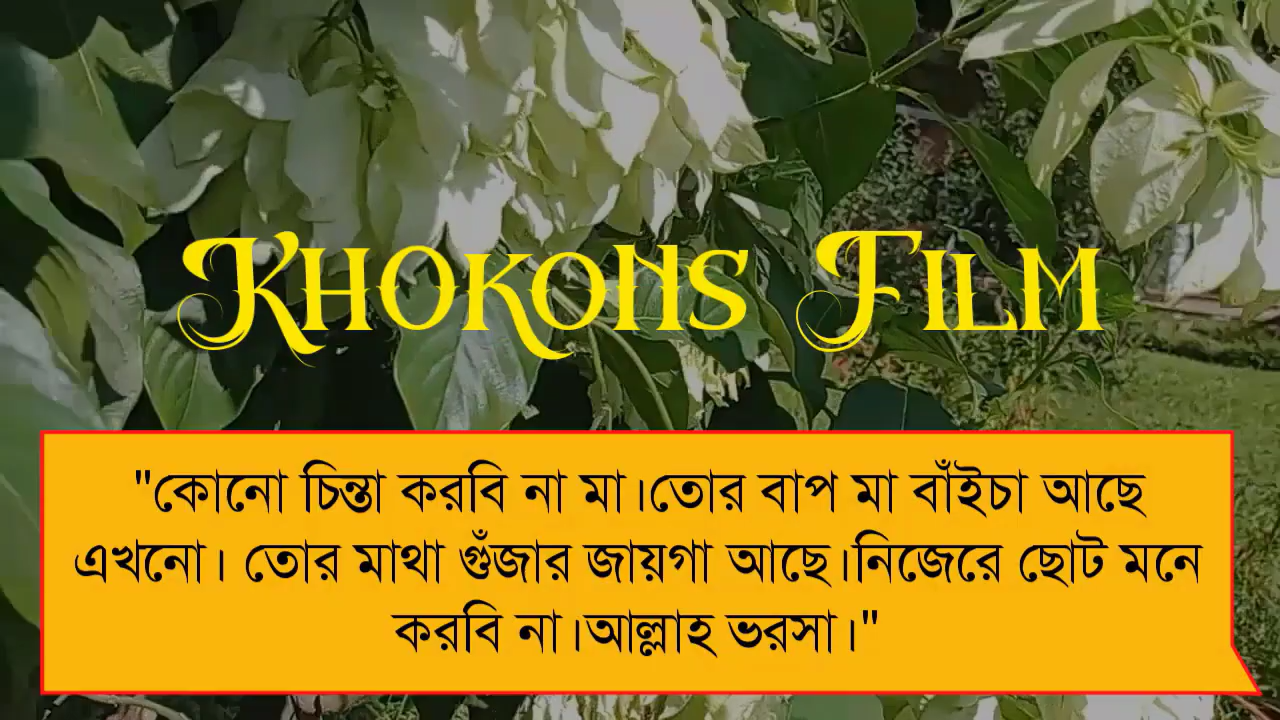 KHOKONS FILM
"কোনো চিন্তা করবি না মা।তোর বাপ মা বাঁইচা আছে
এখনো। তোর মাথা গুঁজার জায়গা আছে।নিজেরে ছোট মনে
করবি না।আল্লাহ ভরসা।"